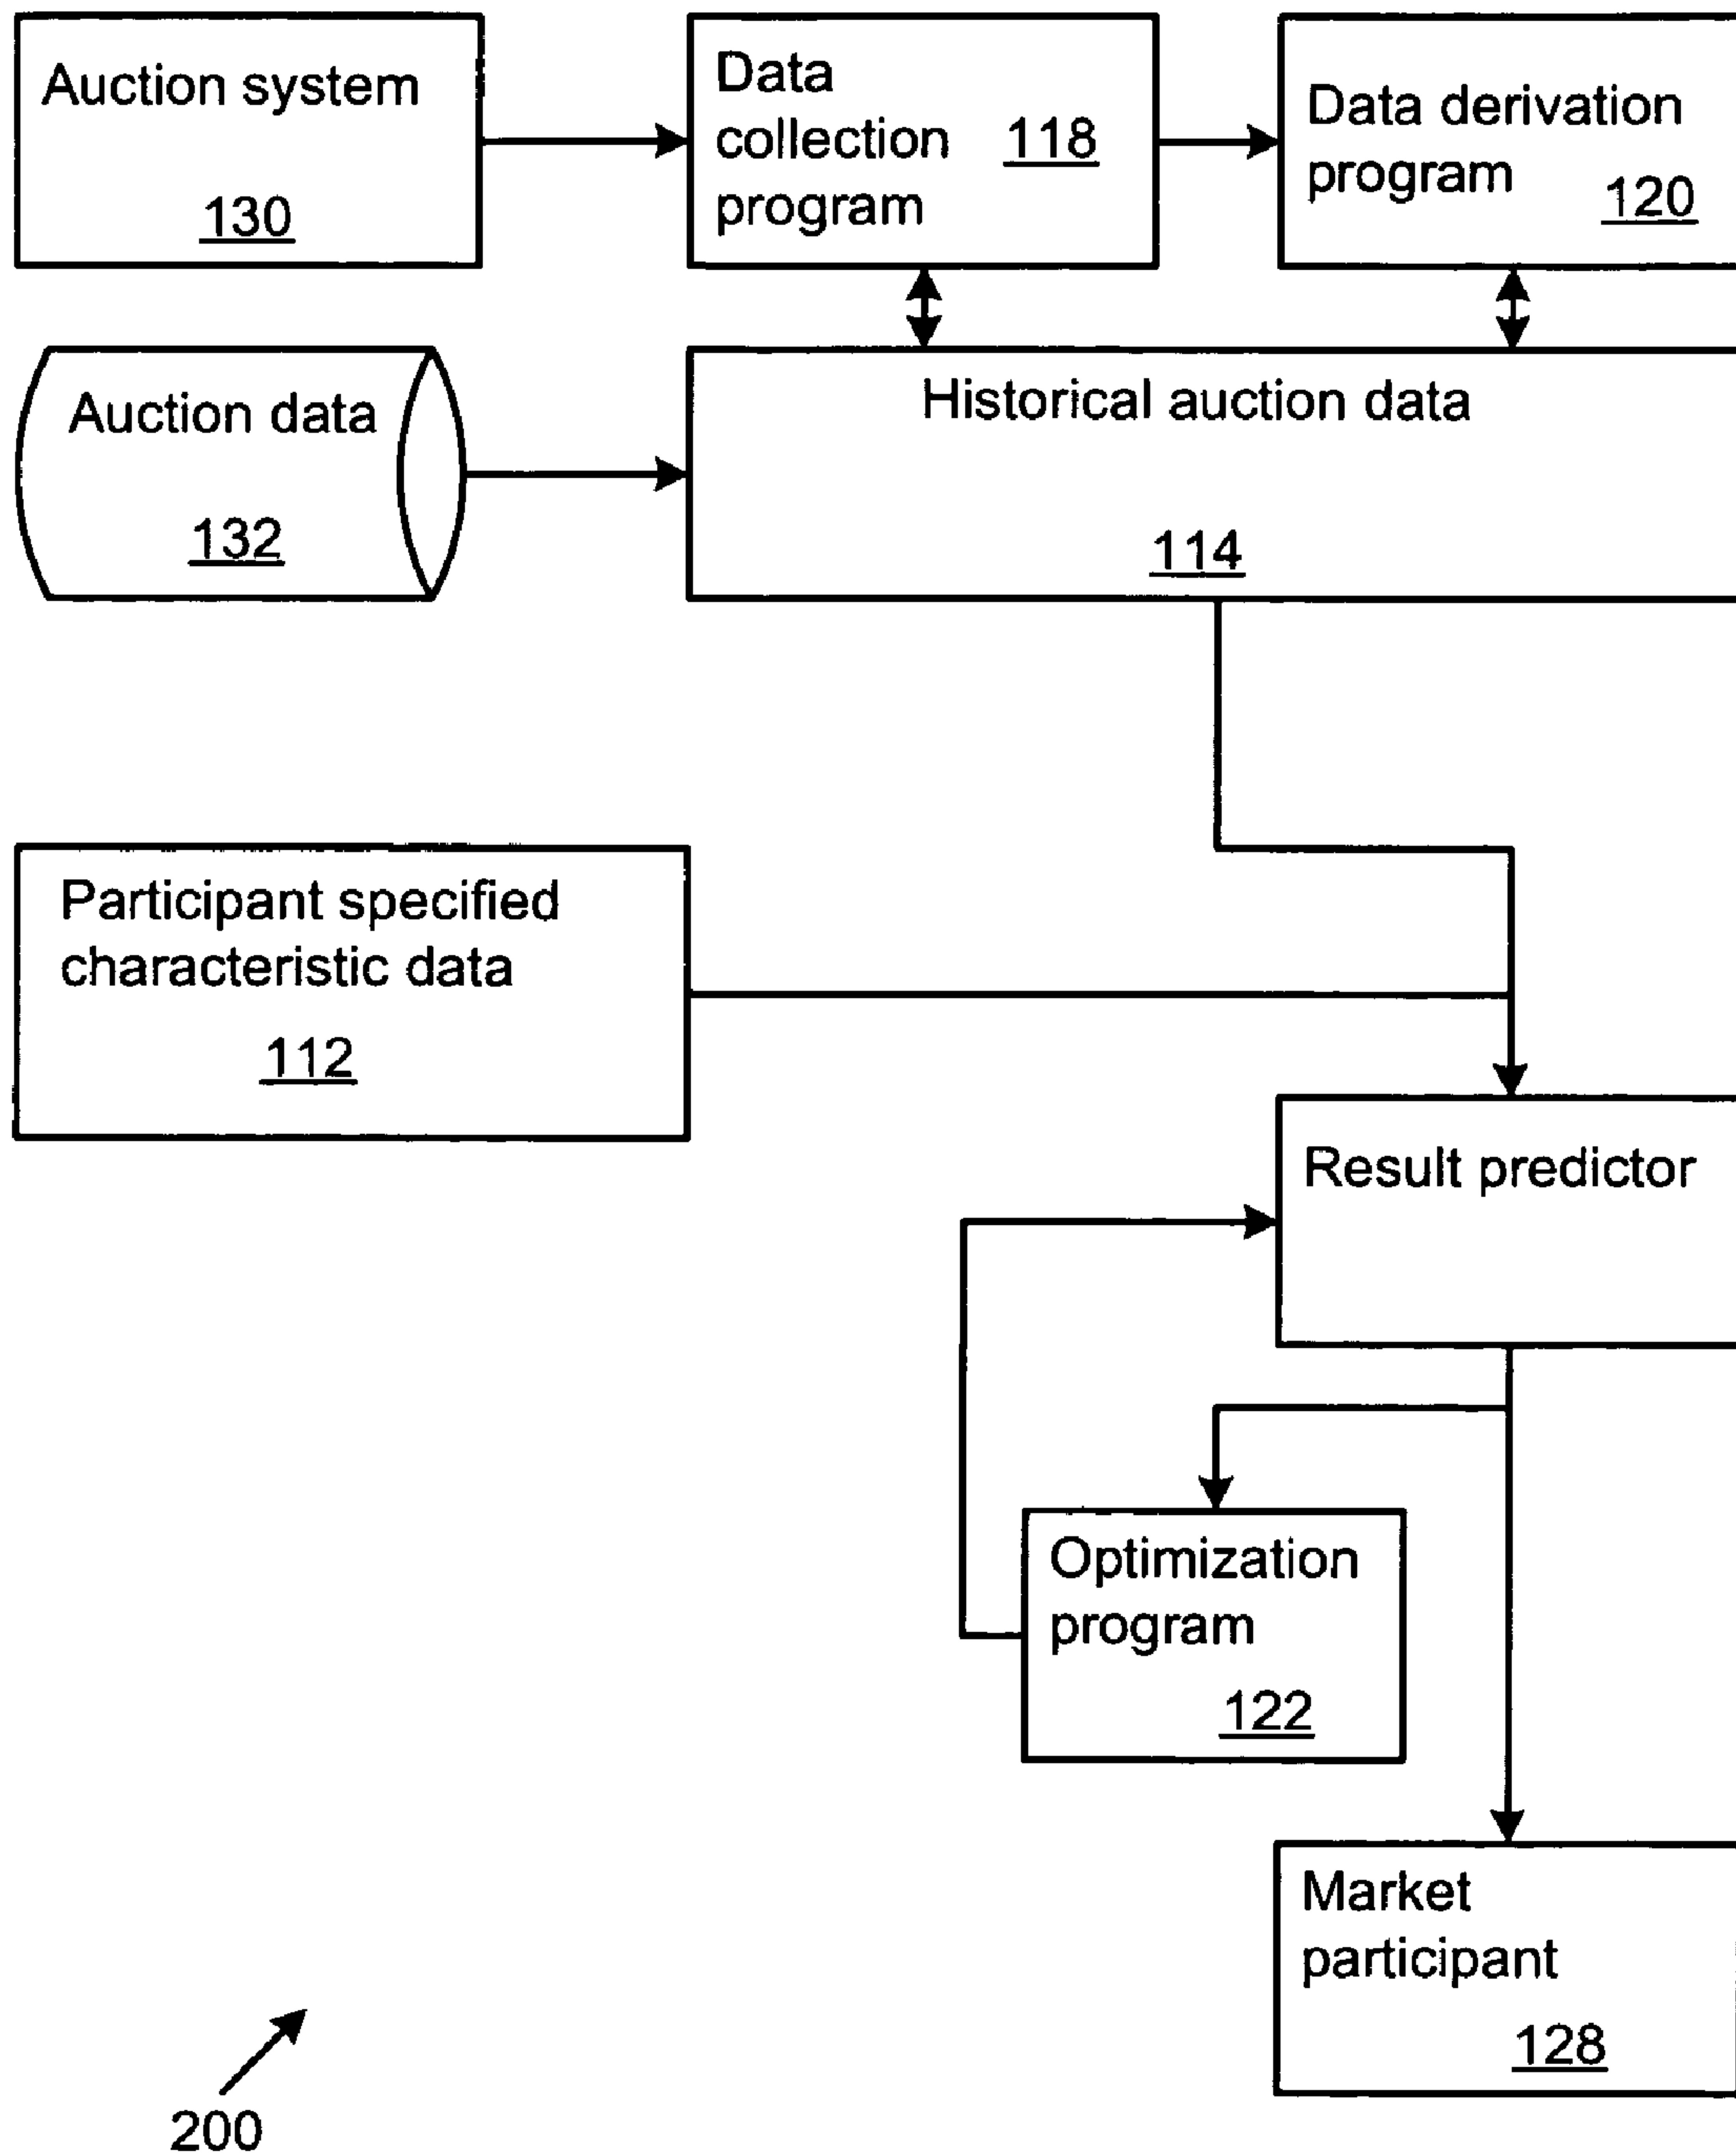 Auction system
130
Data
collection 118
program
Data derivation
program 120
Auction data
132
Historical auction data
114
Participant specified
characteristic data
112
Result predictor
Optimization
program
122
Market
participant
128
200